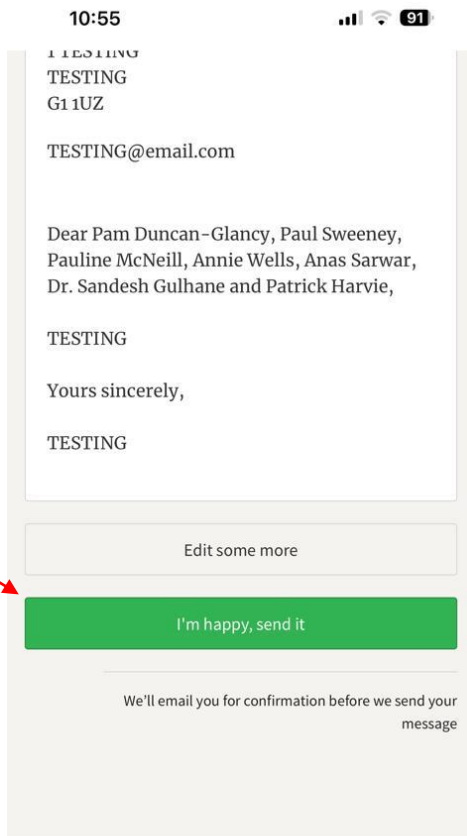 10:55
91
1 TESTING
TESTING
G1 1UZ
TESTING@email.com
Dear Pam Duncan-Glancy, Paul Sweeney,
Pauline McNeill, Annie Wells, Anas Sarwar,
Dr. Sandesh Gulhane and Patrick Harvie,
TESTING
Yours sincerely,
TESTING
Edit some more
I'm happy, send it
We'll email you for confirmation before we send your
message